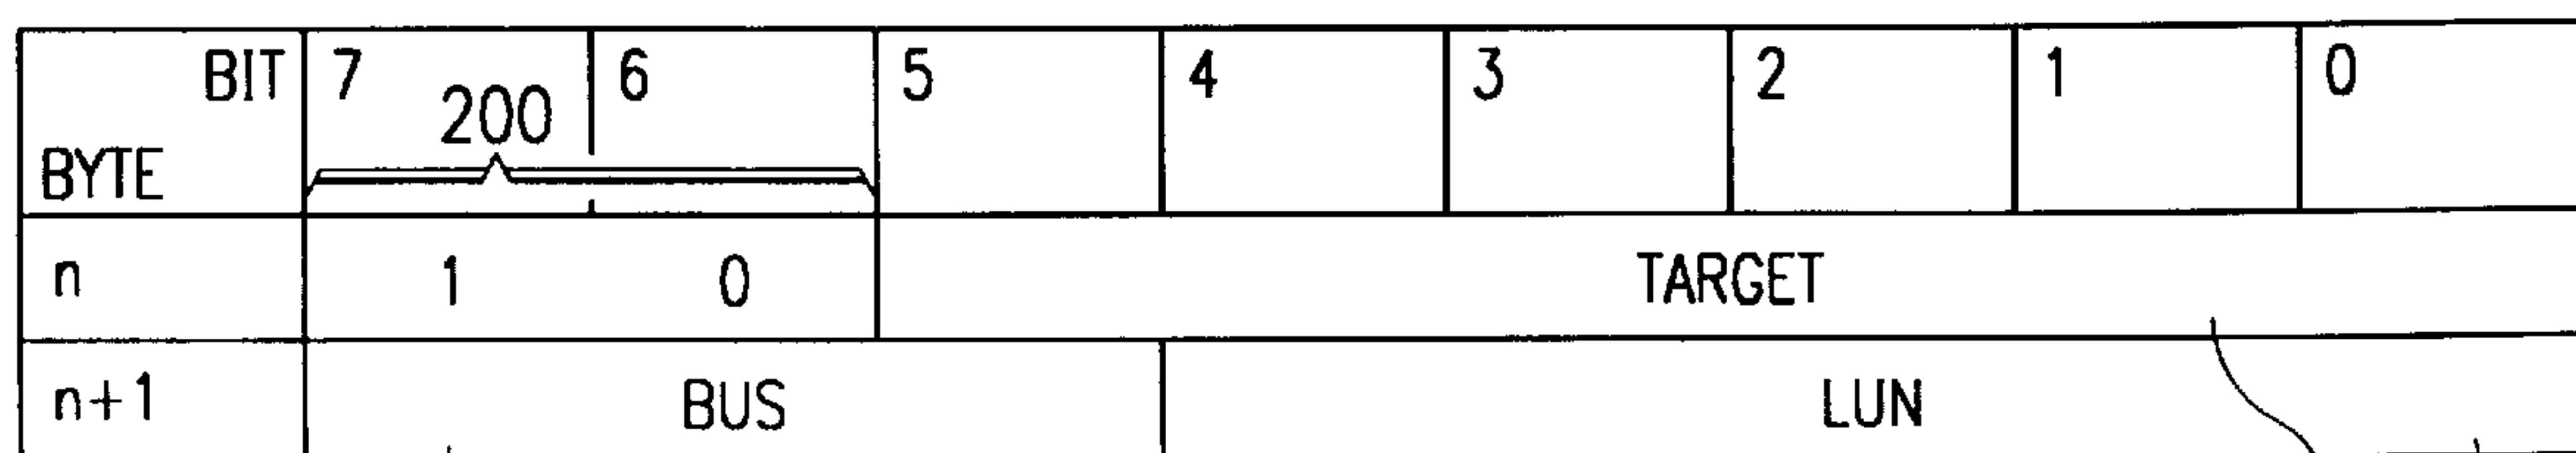 BIT 7 6 5 4 3 2 1 0
200
BYTE
n 1 0 TARGET
n+1 BUS LUN